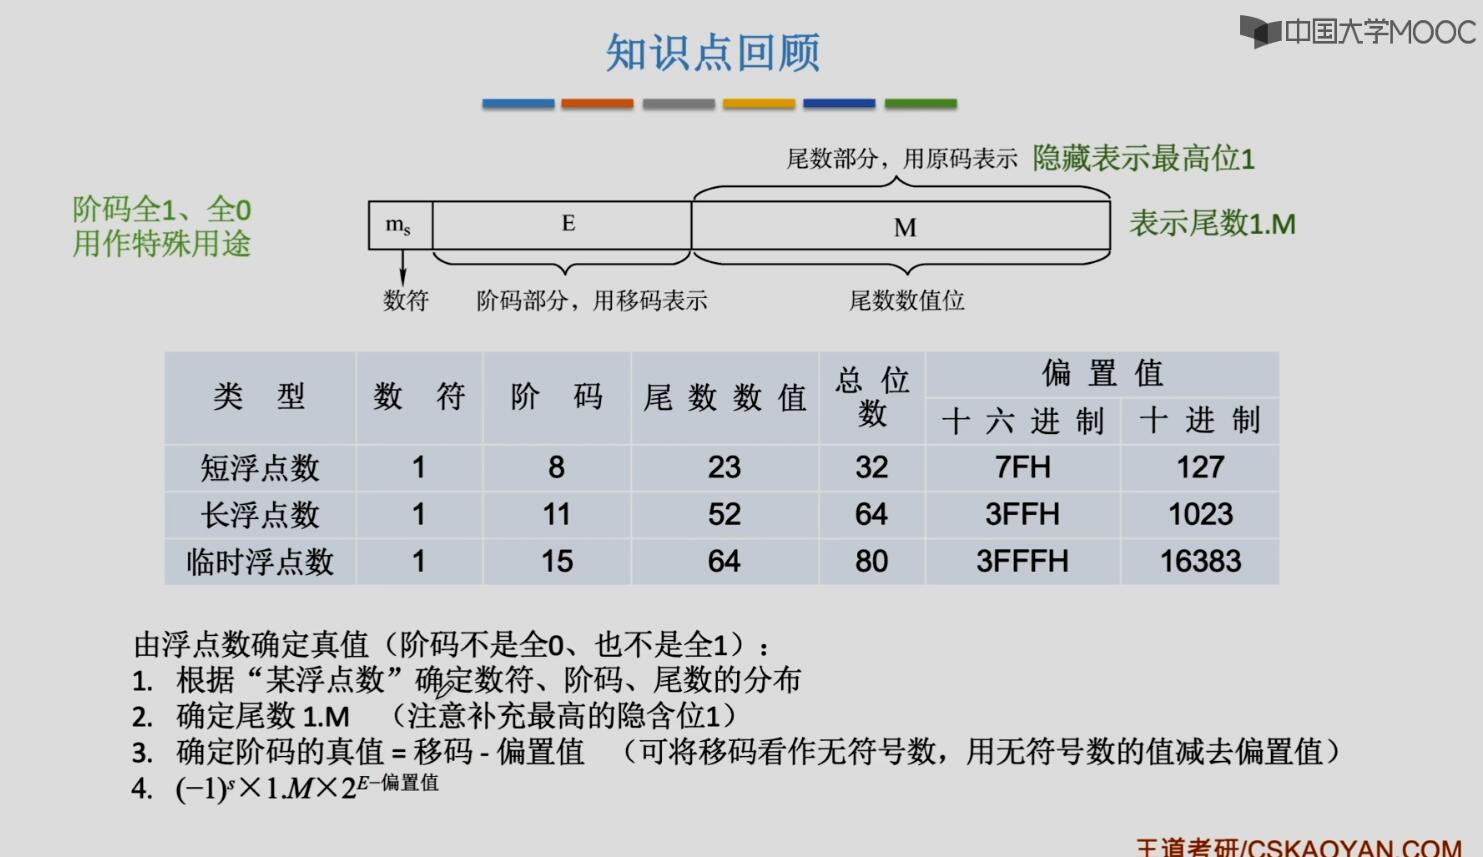 中国大学MOOC
知识点回顾
尾数部分，用原码表示 隐藏表示最高位1
阶码全1、全0
用作特殊用途
ms E M
表示尾数1.M
数符 阶码部分，用移码表示 尾数数值位
类 型 数 符 阶 码 尾数数值 总位数 偏置值
十六进制 十进制
短浮点数 1 8 23 32 7FH 127
长浮点数 1 11 52 64 3FFH 1023
临时浮点数 1 15 64 80 3FFFH 16383
由浮点数确定真值（阶码不是全0、也不是全1）：
1. 根据“某浮点数”确定数符、阶码、尾数的分布
2. 确定尾数 1.M （注意补充最高的隐含位1）
3. 确定阶码的真值 = 移码 - 偏置值 （可将移码看作无符号数，用无符号数的值减去偏置值）
4. (−1)^s×1.M×2^{E−偏置值}
王道考研/CSKAOYAN.COM